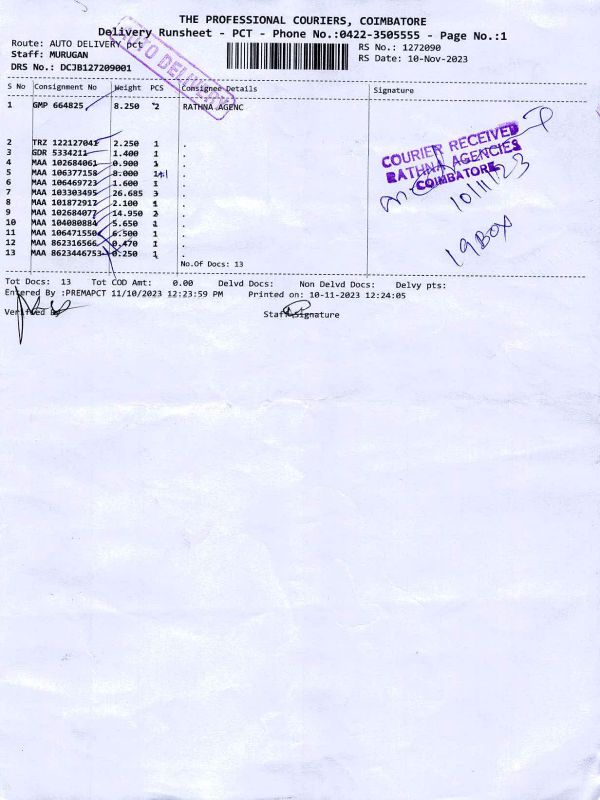 THE PROFESSIONAL COURIERS, COIMBATORE
Delivery Runsheet - PCT - Phone No.:0422-3505555 - Page No.:1
Route: AUTO DELIVERY pct
RS No.: 1272090
Staff: MURUGAN
RS Date: 10-Nov-2023
DRS No.: DCJB127209001
AUTO DELIVERY
S No Consignment No Weight PCS Consignee Details Signature
1 GMP 664825 8.250 2 RATHNA AGENC
2 TRZ 122127041 2.250 1 .
3 GDR 5334211 1.400 1 .
4 MAA 102684061 0.900 1 .
5 MAA 106377158 8.000 1+1 .
6 MAA 106469723 1.600 1 .
7 MAA 103303495 26.685 3 .
8 MAA 101872917 2.100 1 .
9 MAA 102684077 14.950 2 .
10 MAA 104080884 5.650 1 .
11 MAA 106471550 6.500 1 .
12 MAA 862316566 0.470 1 .
13 MAA 8623446753 0.250 1 .
No.Of Docs: 13
COURIER RECEIVED
RATHNA AGENCIES
COIMBATORE
10/11/23
19 BOX
Tot Docs: 13 Tot COD Amt: 0.00 Delvd Docs: Non Delvd Docs: Delvy pts:
Entered By :PREMAPCT 11/10/2023 12:23:59 PM Printed on: 10-11-2023 12:24:05
Verified By Staff Signature